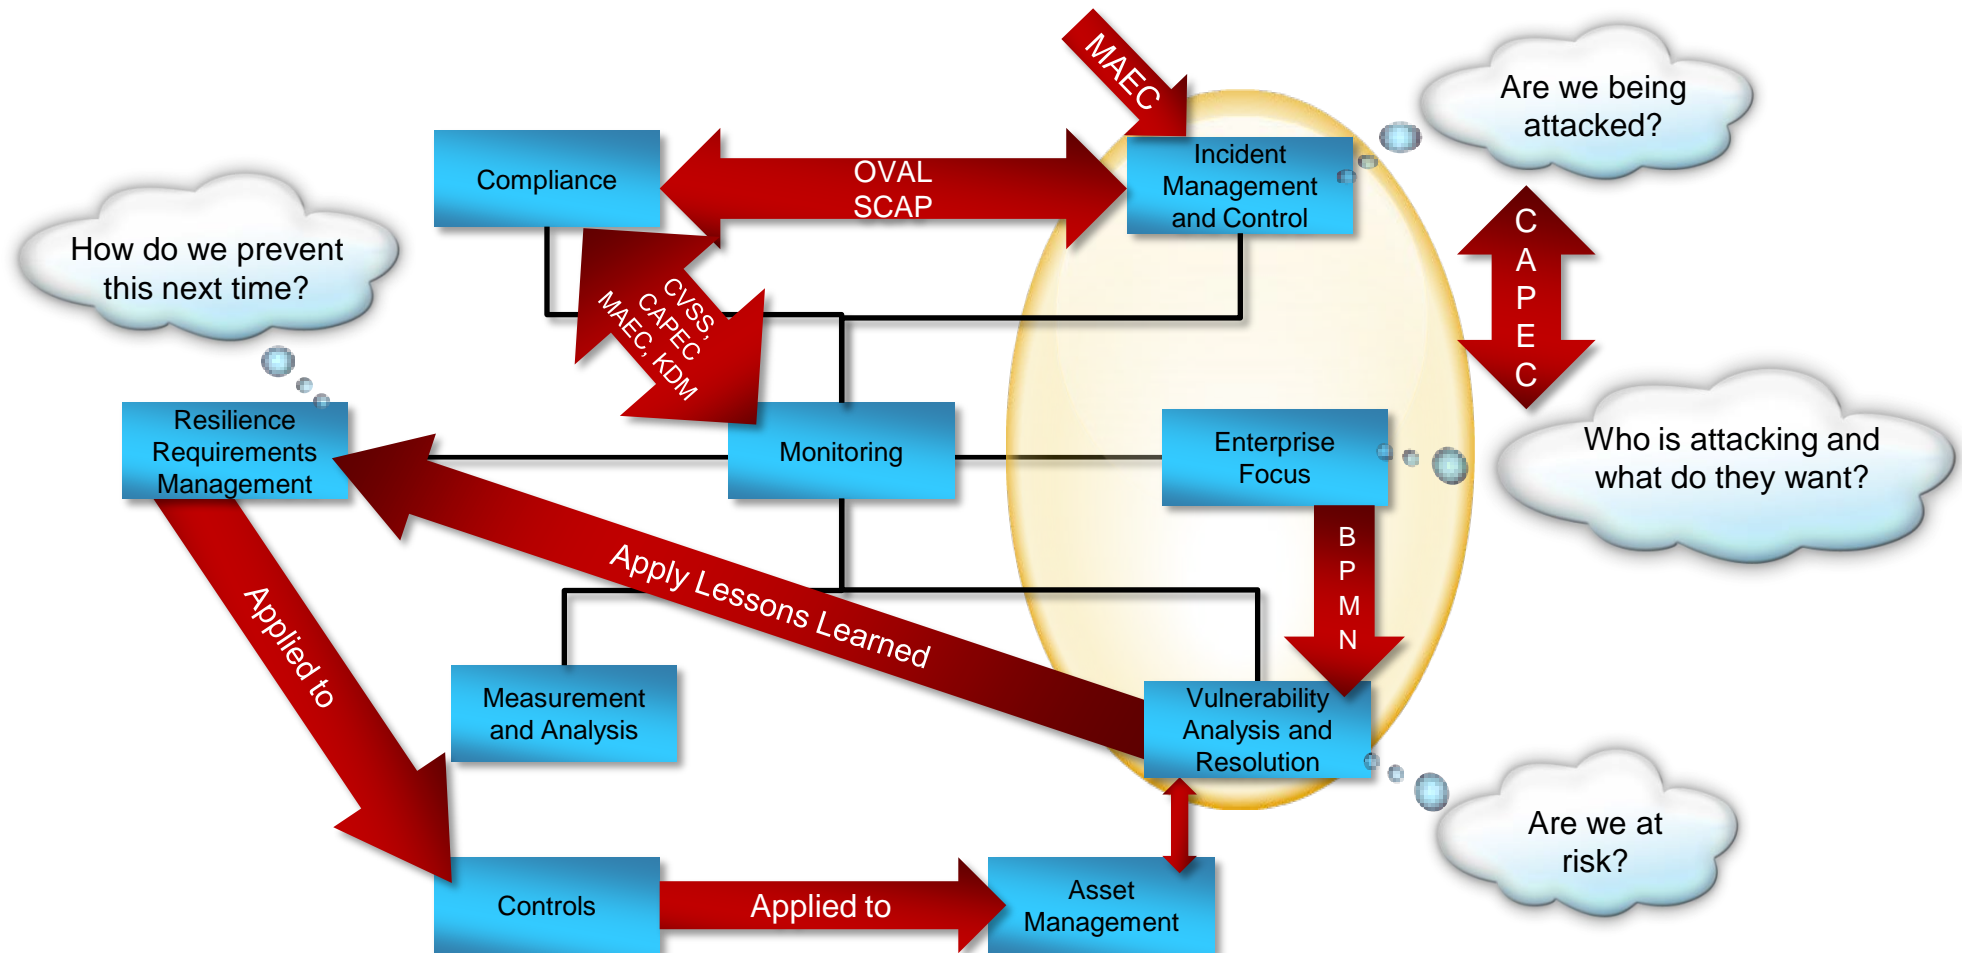 MAEC
Are we being
attacked?
Compliance
OVAL
SCAP
Incident
Management
and Control
How do we prevent
this next time?
CVSS,
CAPEC
MAEC, KDM
C
A
P
E
C
Resilience
Requirements
Management
Monitoring
Enterprise
Focus
Who is attacking and
what do they want?
B
P
M
N
Apply Lessons Learned
Applied to
Measurement
and Analysis
Vulnerability
Analysis and
Resolution
Are we at
risk?
Controls
Applied to
Asset
Management